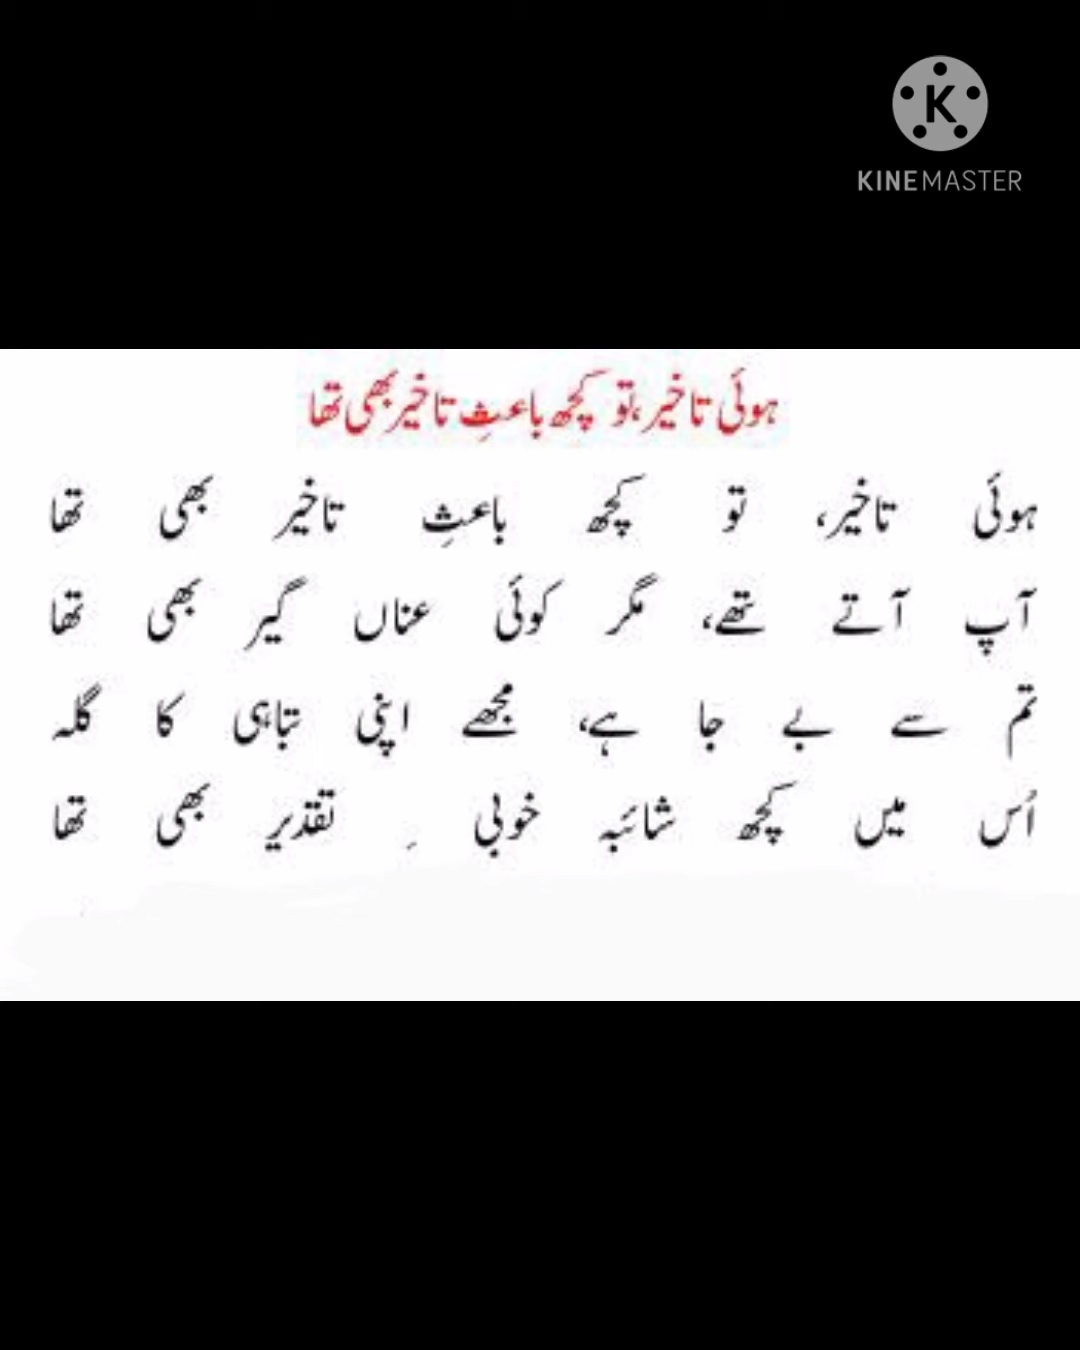 KINEMASTER
ہوئی تاخیر، تو کچھ باعثِ تاخیر بھی تھا
ہوئی تاخیر، تو کچھ باعثِ تاخیر بھی تھا
آپ آتے تھے، مگر کوئی عناں گیر بھی تھا
تم سے بے جا ہے، مجھے اپنی تباہی کا گلہ
اُس میں کچھ شائبہ خوبی ِ تقدیر بھی تھا